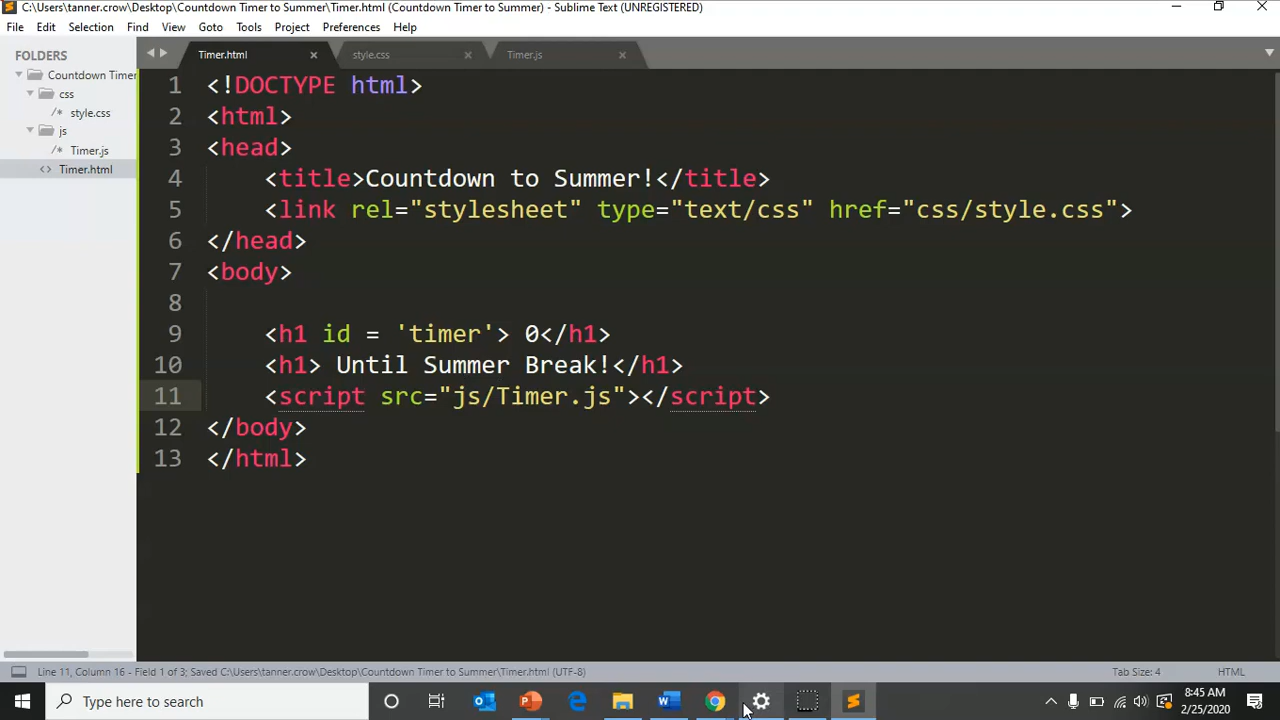 C:\Users\tanner.crow\Desktop\Countdown Timer to Summer\Timer.html (Countdown Timer to Summer) - Sublime Text (UNREGISTERED)
File Edit Selection Find View Goto Tools Project Preferences Help
FOLDERS
Countdown Timer
css
/* style.css
js
/* Timer.js
<> Timer.html
Timer.html × style.css × Timer.js ×
1 <!DOCTYPE html>
2 <html>
3 <head>
4 <title>Countdown to Summer!</title>
5 <link rel="stylesheet" type="text/css" href="css/style.css">
6 </head>
7 <body>
8
9 <h1 id = 'timer'> 0</h1>
10 <h1> Until Summer Break!</h1>
11 <script src="js/Timer.js"></script>
12 </body>
13 </html>
Line 11, Column 16 - Field 1 of 3; Saved C:\Users\tanner.crow\Desktop\Countdown Timer to Summer\Timer.html (UTF-8) Tab Size: 4 HTML
Type here to search
8:45 AM
2/25/2020